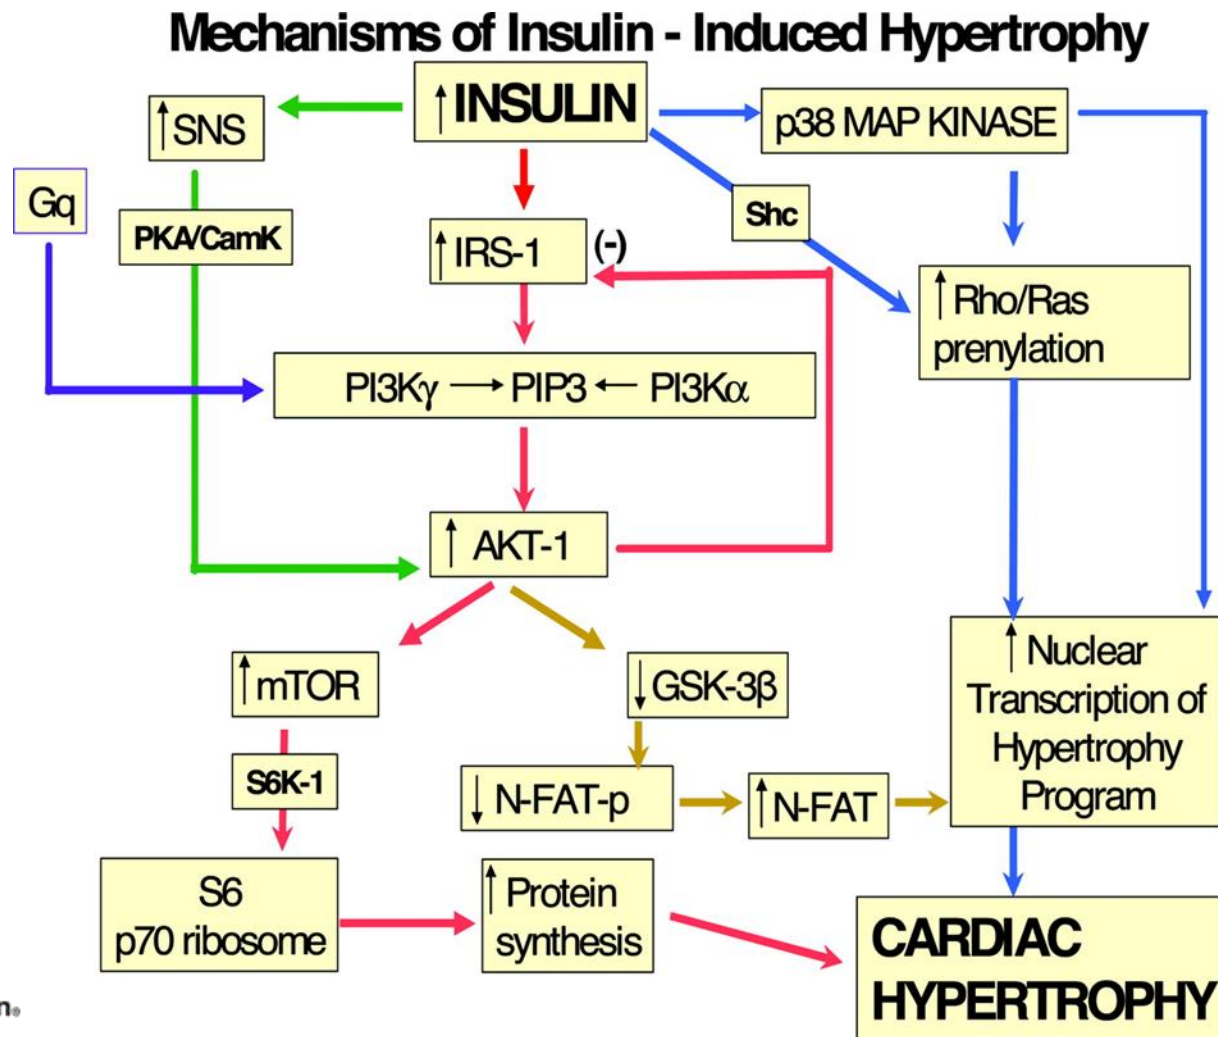 Mechanisms of Insulin - Induced Hypertrophy
↑ INSULIN
↑ SNS
p38 MAP KINASE
Gq
PKA/CamK
Shc
↑ IRS-1
(-)
↑ Rho/Ras
prenylation
PI3Kγ → PIP3 ← PI3Kα
↑ AKT-1
↑ mTOR
↓ GSK-3β
↑ Nuclear
Transcription of
Hypertrophy
Program
S6K-1
↓ N-FAT-p
↑ N-FAT
S6
p70 ribosome
↑ Protein
synthesis
CARDIAC
HYPERTROPHY
n®